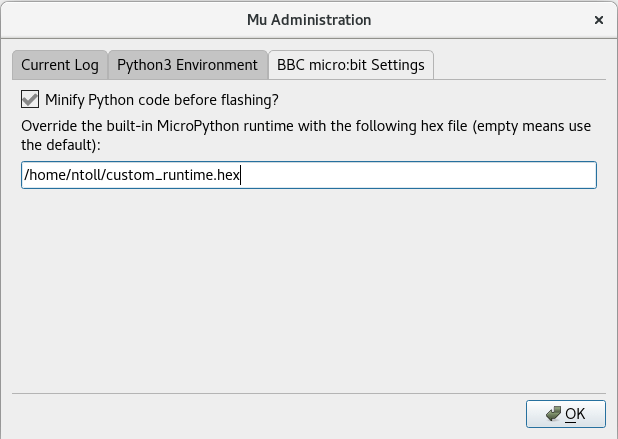 Mu Administration
Current Log
Python3 Environment
BBC micro:bit Settings
Minify Python code before flashing?
Override the built-in MicroPython runtime with the following hex file (empty means use
the default):
/home/ntoll/custom_runtime.hex
OK